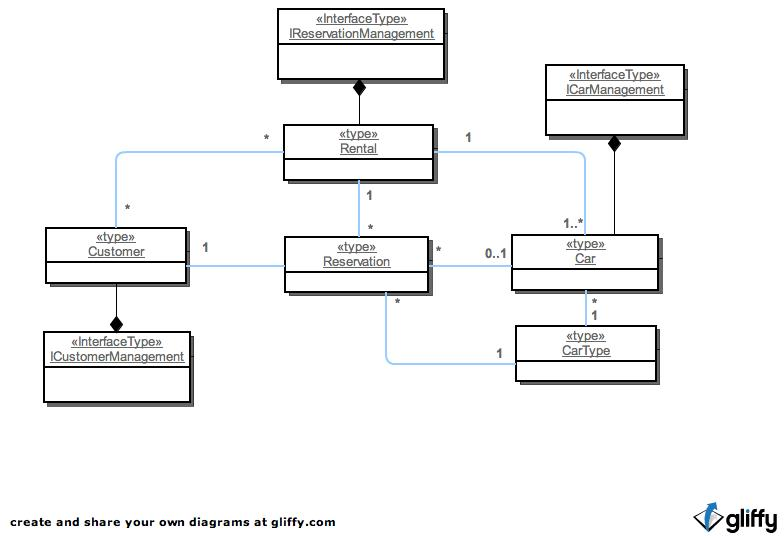 «InterfaceType»
IReservationManagement
«InterfaceType»
ICarManagement
«type»
Rental
*
1
*
1
*
1..*
«type»
Customer
1
«type»
Reservation
*
0..1
«type»
Car
*
*
1
«InterfaceType»
ICustomerManagement
1
«type»
CarType
create and share your own diagrams at gliffy.com
gliffy